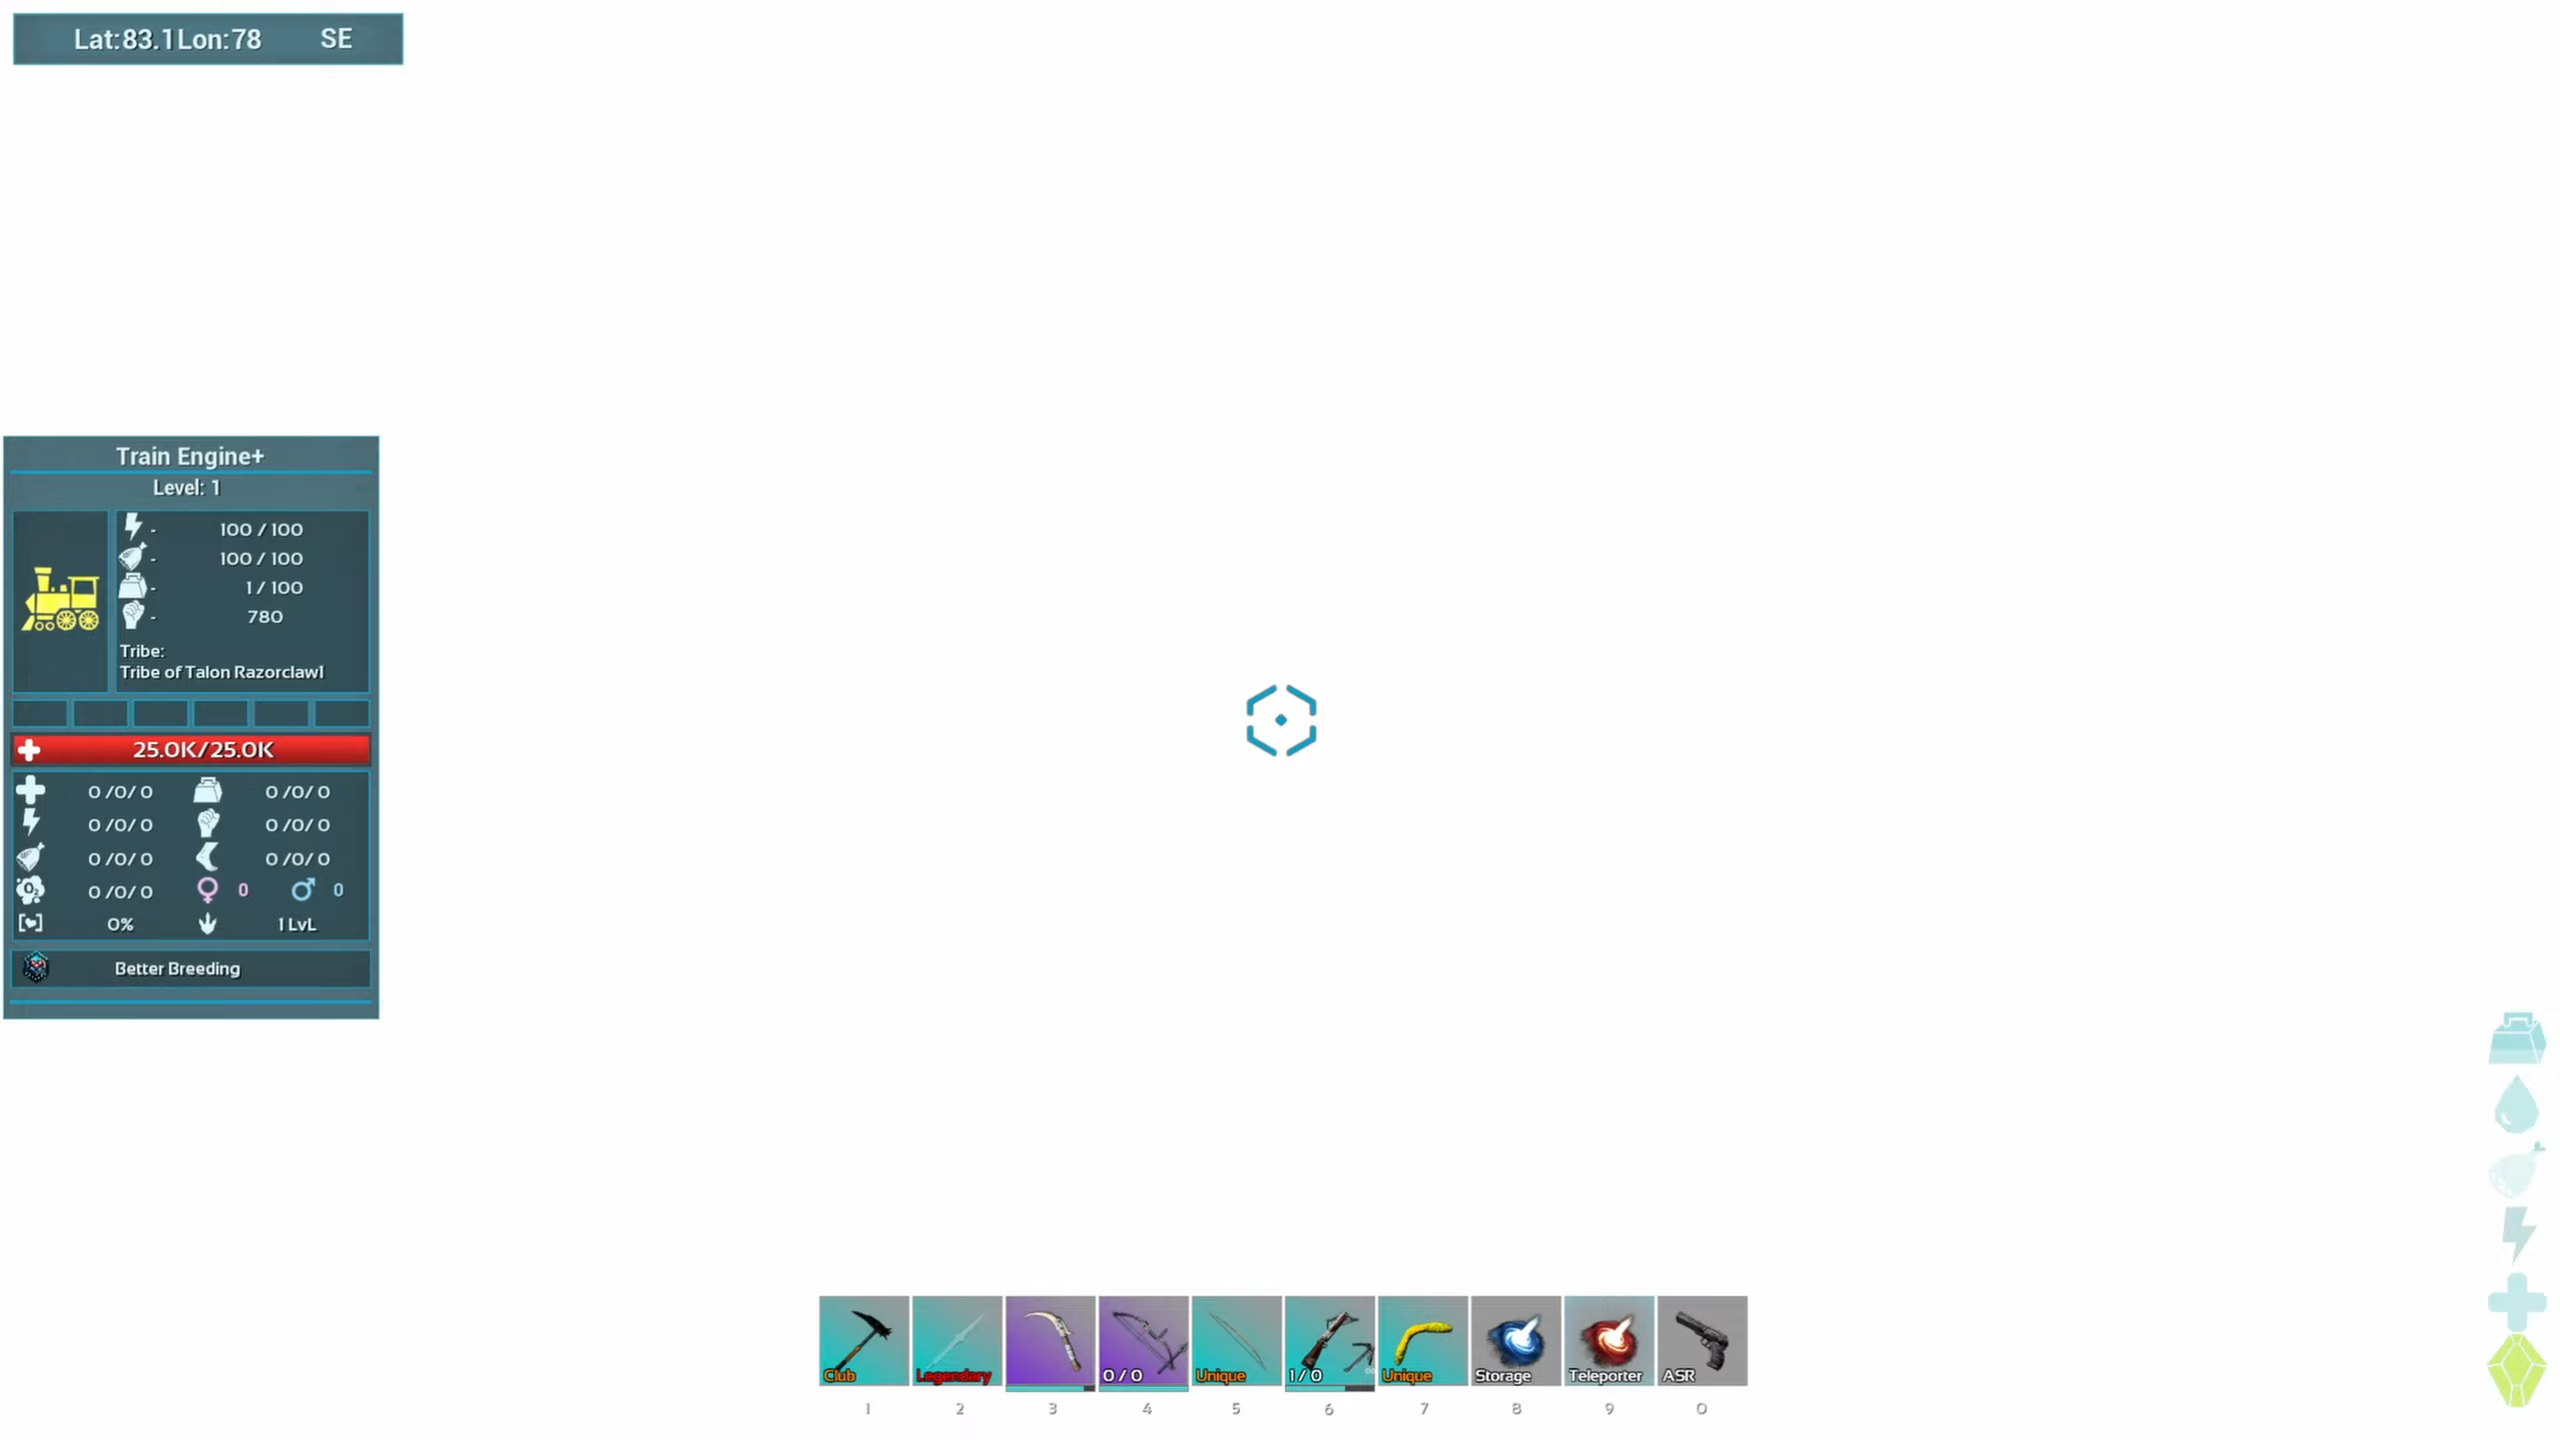 Lat:83.1Lon:78 SE
Train Engine+
Level: 1
- 100 / 100
- 100 / 100
- 1 / 100
- 780
Tribe:
Tribe of Talon Razorclaw1
25.0K/25.0K
0 /0/ 0 0 /0/ 0
0 /0/ 0 0 /0/ 0
0 /0/ 0 0 /0/ 0
O2 0 /0/ 0 ♀ 0 ♂ 0
0% 1 LvL
Better Breeding
Club Legendary 0 / 0 Unique 1 / 0 Unique Storage Teleporter ASR
1 2 3 4 5 6 7 8 9 0